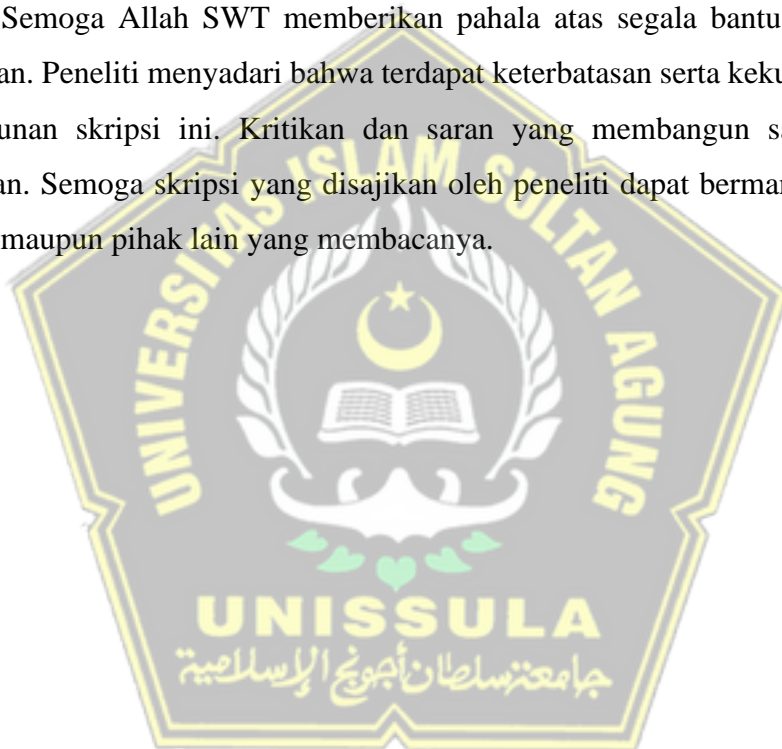 Semoga Allah SWT memberikan pahala atas segala bantu
an. Peneliti menyadari bahwa terdapat keterbatasan serta keku
unan skripsi ini. Kritikan dan saran yang membangun sa
an. Semoga skripsi yang disajikan oleh peneliti dapat berman
maupun pihak lain yang membacanya.
UNIVERSITAS ISLAM SULTAN AGUNG
UNISSULA
جامعة سلطان أجونج الإسلامية